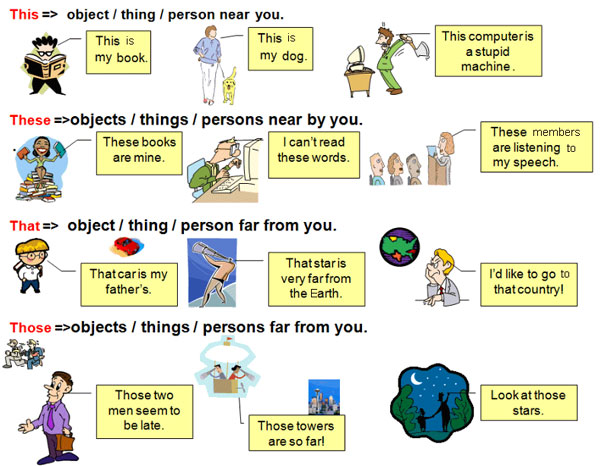 This => object / thing / person near you.
This is
my book.
This is
my dog.
This computer is
a stupid
machine.
These =>objects / things / persons near by you.
These books
are mine.
I can't read
these words.
These members
are listening to
my speech.
That => object / thing / person far from you.
That car is my
father's.
That star is
very far from
the Earth.
I'd like to go to
that country!
Those =>objects / things / persons far from you.
Those two
men seem to
be late.
Those towers
are so far!
Look at those
stars.